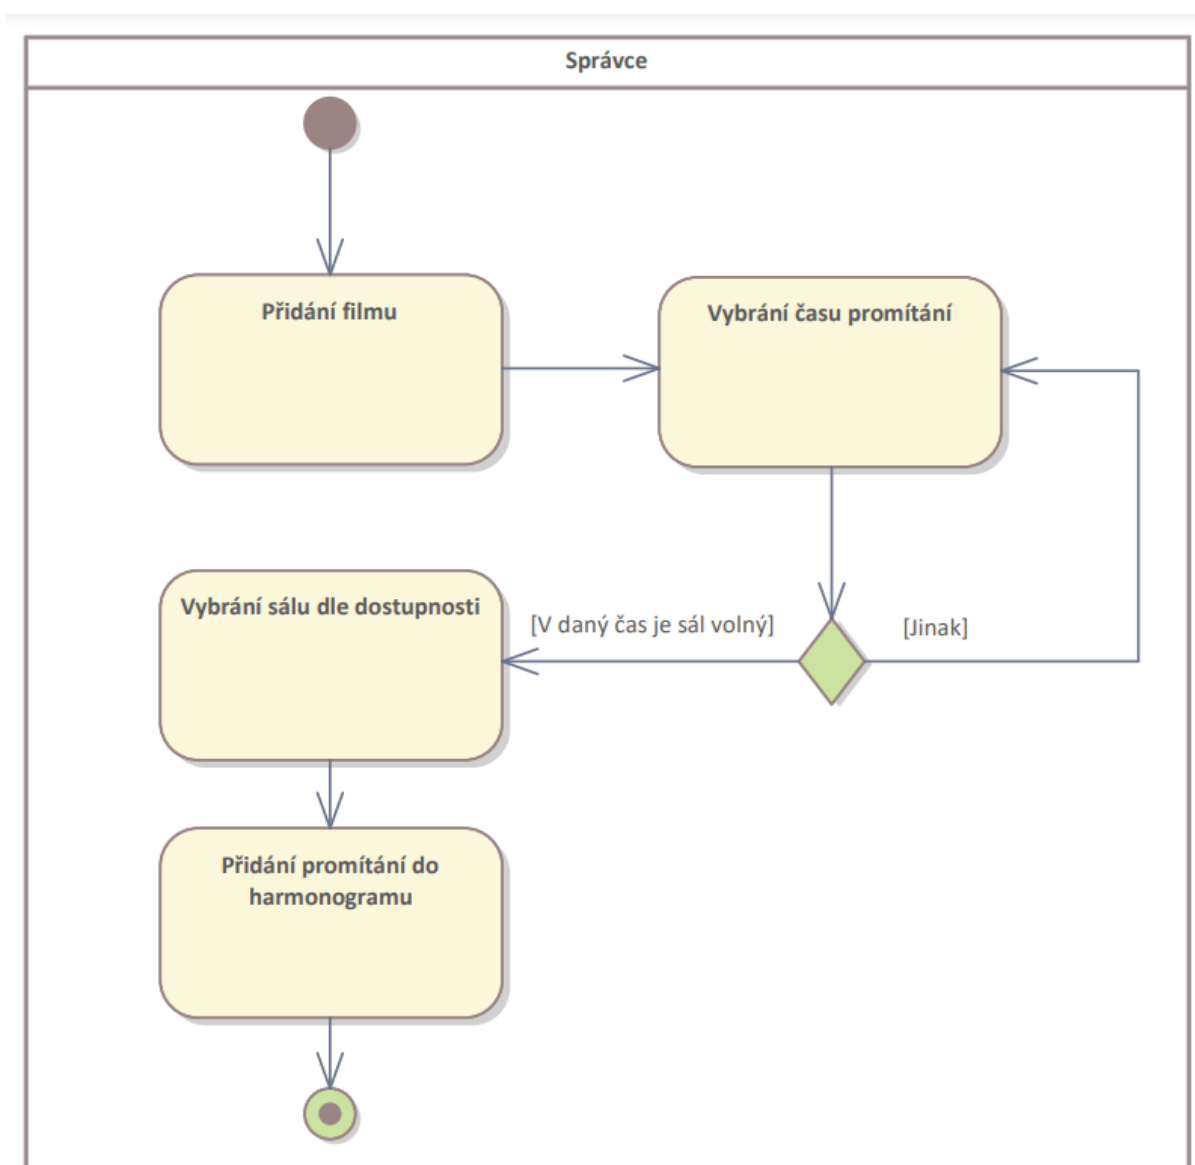 Správce
Přidání filmu
Vybrání času promítání
Vybrání sálu dle dostupnosti
[V daný čas je sál volný]
[Jinak]
Přidání promítání do
harmonogramu